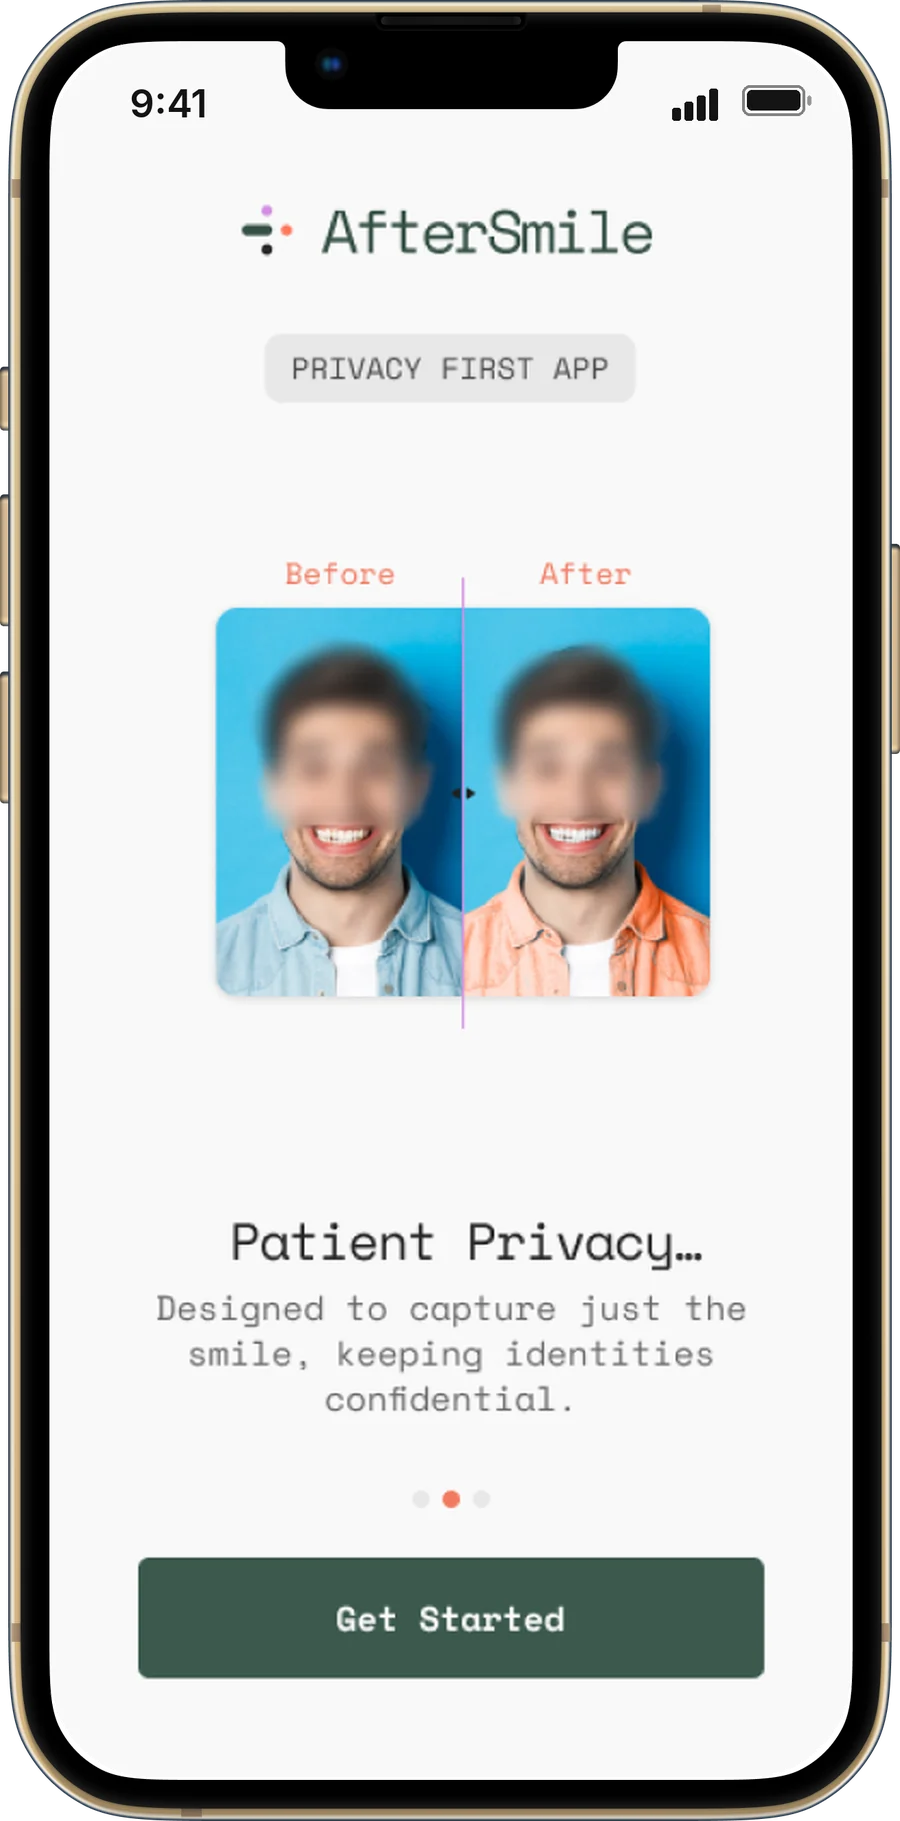 9:41
AfterSmile
PRIVACY FIRST APP
Before After
Patient Privacy…
Designed to capture just the
smile, keeping identities
confidential.
Get Started